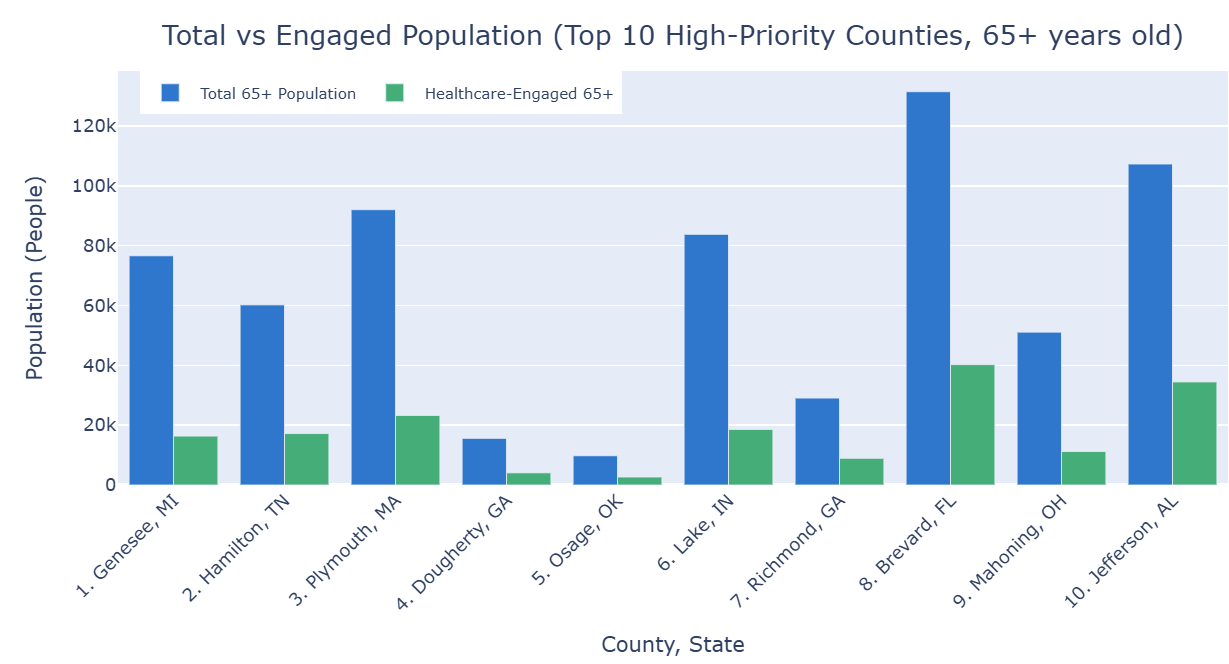 Total vs Engaged Population (Top 10 High-Priority Counties, 65+ years old)
Total 65+ Population
Healthcare-Engaged 65+
Population (People)
120k
100k
80k
60k
40k
20k
0
1. Genesee, MI
2. Hamilton, TN
3. Plymouth, MA
4. Dougherty, GA
5. Osage, OK
6. Lake, IN
7. Richmond, GA
8. Brevard, FL
9. Mahoning, OH
10. Jefferson, AL
County, State